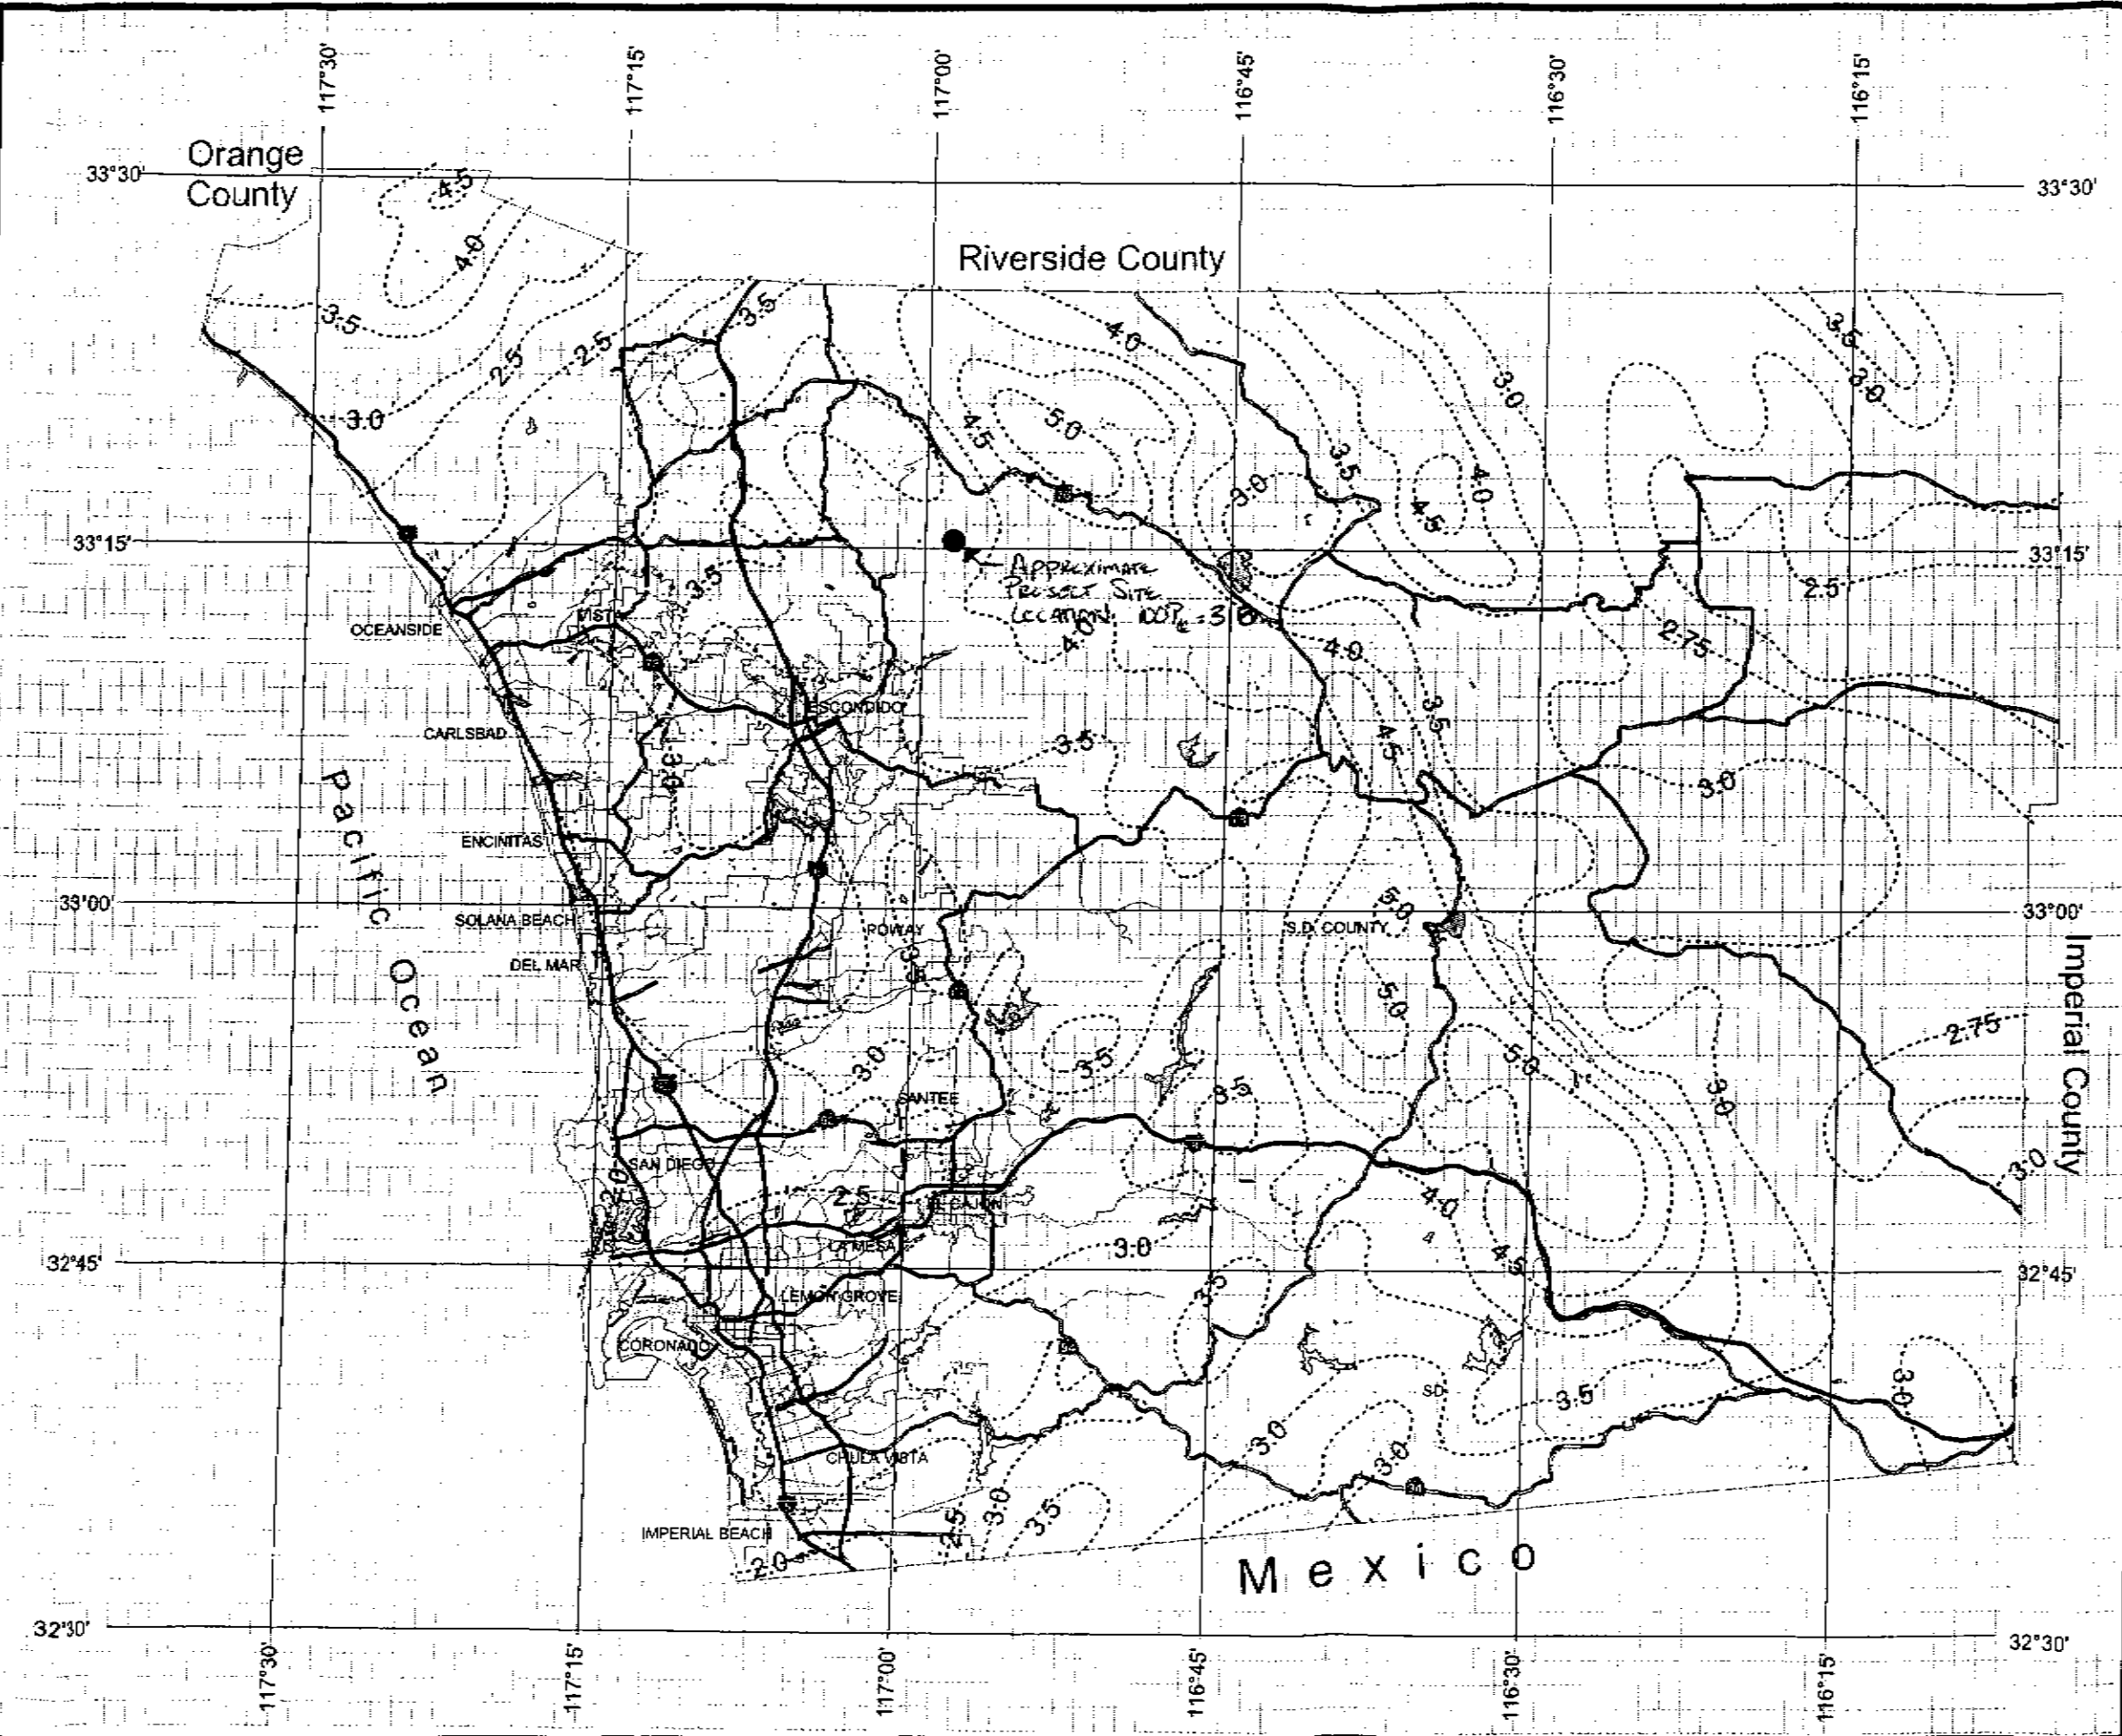 117°30'
117°15'
117°00'
116°45'
116°30'
116°15'
Orange
County
33°30'
33°30'
4.5
4.0
Riverside County
3.5
3.5
4.0
3.5
2.5
2.5
3.0
3.0
3.0
4.5
5.0
3.5
4.0
3.0
4.5
33°15'
33°15'
APPROXIMATE
PROJECT SITE
LOCATION
3.5
2.5
VISTA
OCEANSIDE
4.0
4.0
2.75
ESCONDIDO
3.5
CARLSBAD
3.5
4.5
3.0
3.0
Pacific Ocean
ENCINITAS
33°00'
33°00'
5.0
SOLANA BEACH
POWAY
S.D. COUNTY
DEL MAR
3.5
Imperial County
5.0
2.75
3.0
3.5
5.0
SANTEE
3.5
3.0
SAN DIEGO
3.0
2.0
2.5
EL CAJON
4.0
LA MESA
3.0
4.5
32°45'
32°45'
LEMON GROVE
3.5
CORONADO
SD
3.5
3.0
3.0
3.0
CHULA VISTA
3.0
3.5
2.5
IMPERIAL BEACH
2.0
Mexico
32°30'
32°30'
117°30'
117°15'
117°00'
116°45'
116°30'
116°15'